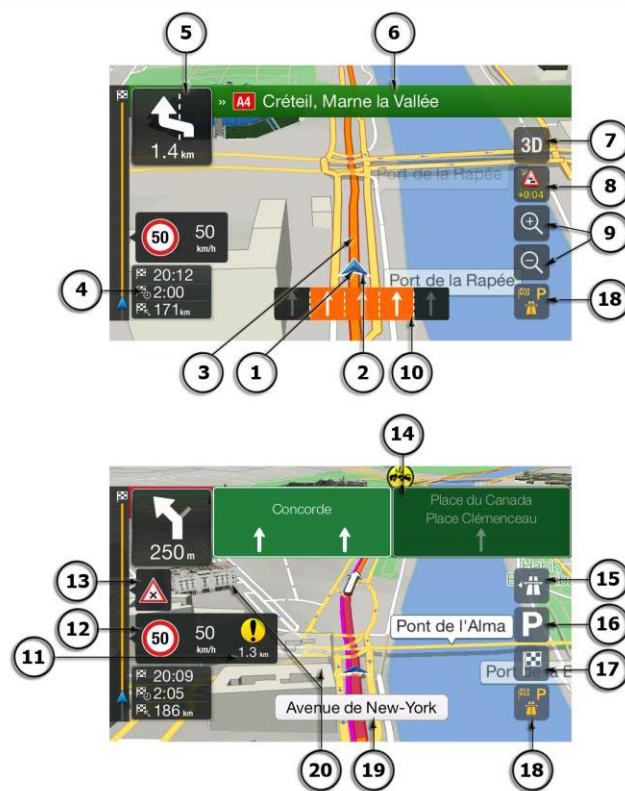 5
6
» A4 Créteil, Marne la Vallée
1.4 km
3D
7
Port de la Rapée
+0:04
8
50
50
km/h
9
4
20:12
2:00
171 km
Port de la Rapée
P
18
3
1
2
10
14
Concorde
Place du Canada
Place Clémenceau
250 m
13
15
12
50
50
km/h
1.3 km
Pont de l'Alma
P
16
11
17
20:09
2:05
186 km
Avenue de New-York
P
20
19
18